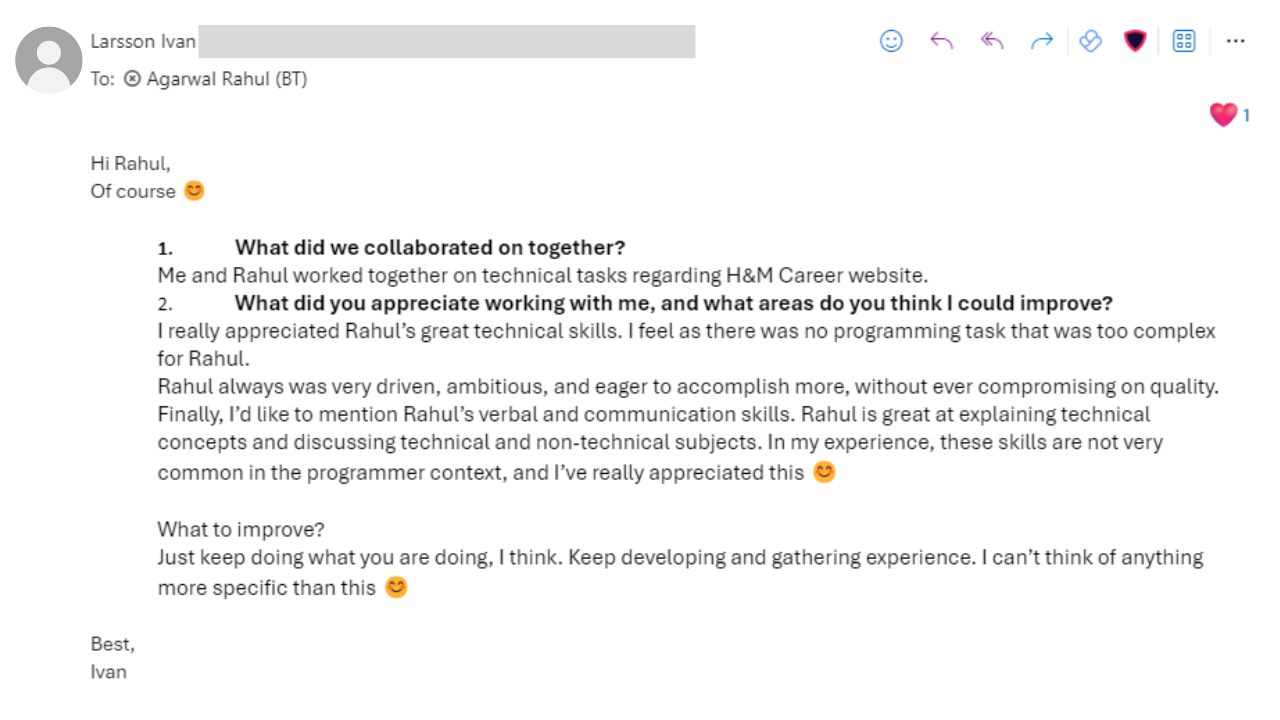 Larsson Ivan
To: Agarwal Rahul (BT)
1
Hi Rahul,
Of course 😊
1. What did we collaborated on together?
Me and Rahul worked together on technical tasks regarding H&M Career website.
2. What did you appreciate working with me, and what areas do you think I could improve?
I really appreciated Rahul’s great technical skills. I feel as there was no programming task that was too complex
for Rahul.
Rahul always was very driven, ambitious, and eager to accomplish more, without ever compromising on quality.
Finally, I’d like to mention Rahul’s verbal and communication skills. Rahul is great at explaining technical
concepts and discussing technical and non-technical subjects. In my experience, these skills are not very
common in the programmer context, and I’ve really appreciated this 😊
What to improve?
Just keep doing what you are doing, I think. Keep developing and gathering experience. I can’t think of anything
more specific than this 😊
Best,
Ivan